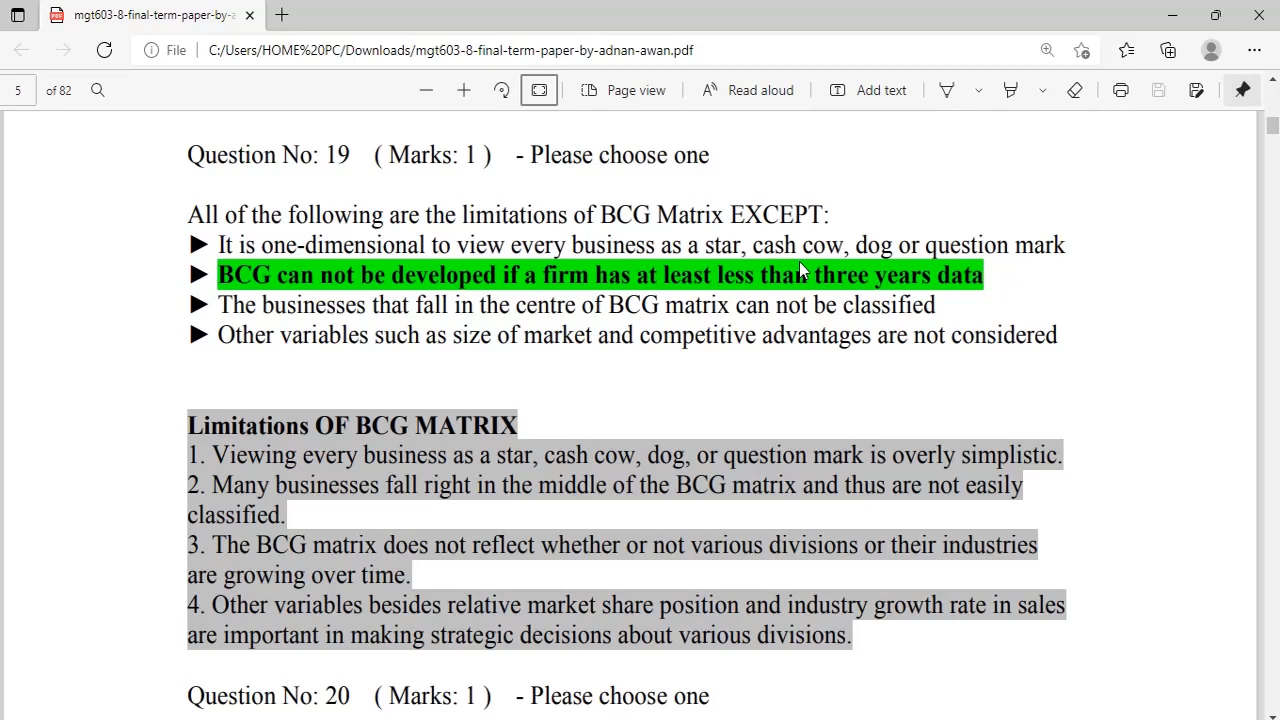 mgt603-8-final-term-paper-by-a
File
C:/Users/HOME%20PC/Downloads/mgt603-8-final-term-paper-by-adnan-awan.pdf
5 of 82
Page view
Read aloud
Add text
Question No: 19 ( Marks: 1 ) - Please choose one
All of the following are the limitations of BCG Matrix EXCEPT:
► It is one-dimensional to view every business as a star, cash cow, dog or question mark
► BCG can not be developed if a firm has at least less than three years data
► The businesses that fall in the centre of BCG matrix can not be classified
► Other variables such as size of market and competitive advantages are not considered
Limitations OF BCG MATRIX
1. Viewing every business as a star, cash cow, dog, or question mark is overly simplistic.
2. Many businesses fall right in the middle of the BCG matrix and thus are not easily
classified.
3. The BCG matrix does not reflect whether or not various divisions or their industries
are growing over time.
4. Other variables besides relative market share position and industry growth rate in sales
are important in making strategic decisions about various divisions.
Question No: 20 ( Marks: 1 ) - Please choose one